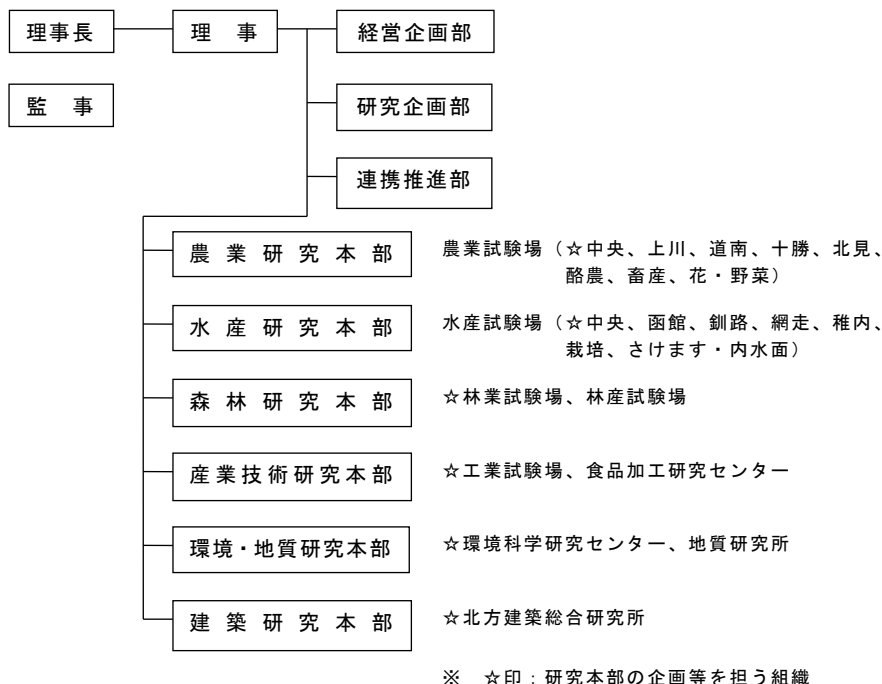 理事長
理　事
経営企画部
監　事
研究企画部
連携推進部
農業研究本部
農業試験場（☆中央、上川、道南、十勝、北見、
酪農、畜産、花・野菜）
水産研究本部
水産試験場（☆中央、函館、釧路、網走、稚内、
栽培、さけます・内水面）
森林研究本部
☆林業試験場、林産試験場
産業技術研究本部
☆工業試験場、食品加工研究センター
環境・地質研究本部
☆環境科学研究センター、地質研究所
建築研究本部
☆北方建築総合研究所
※　☆印：研究本部の企画等を担う組織